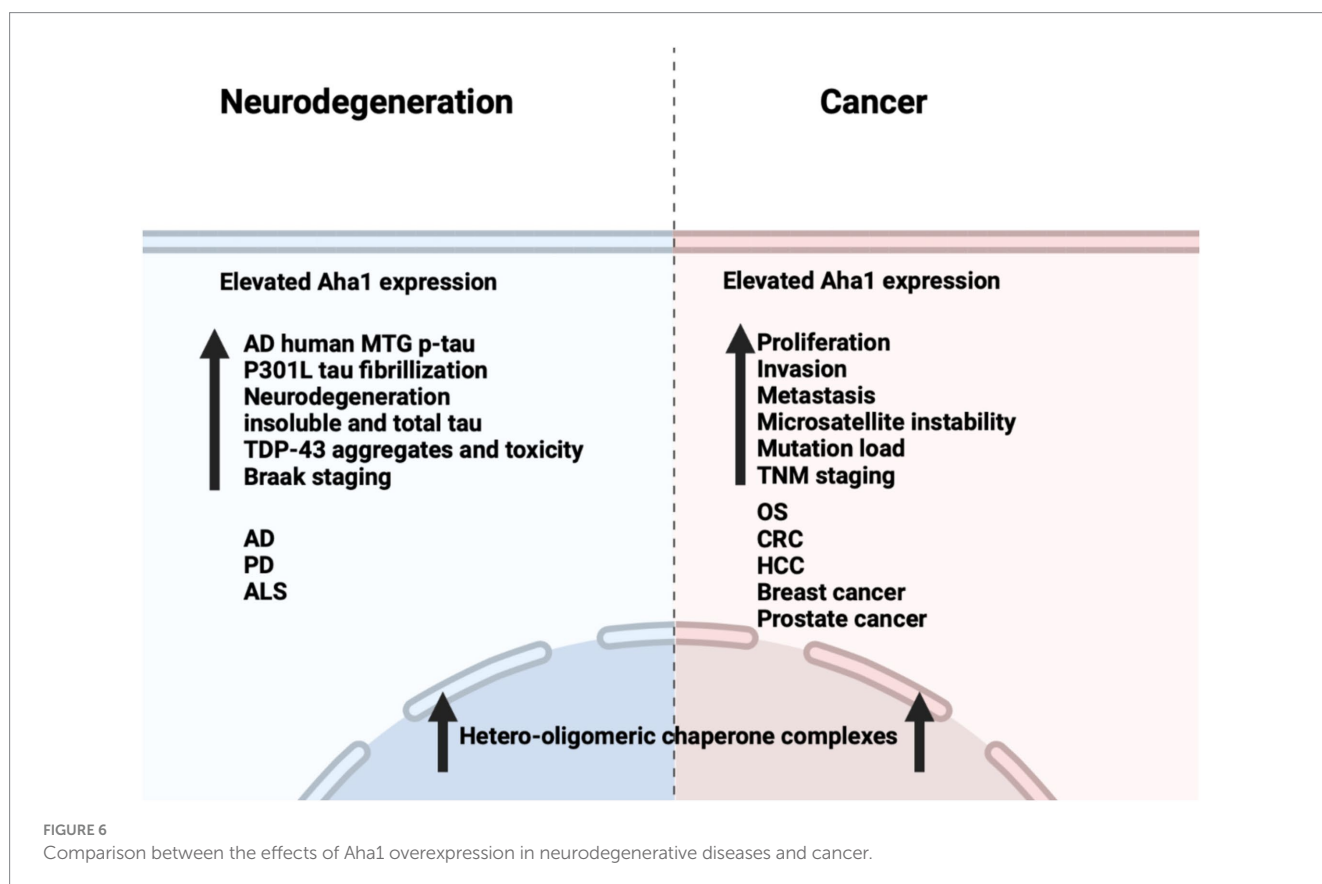 Neurodegeneration
Cancer
Elevated Aha1 expression
AD human MTG p-tau
P301L tau fibrillization
Neurodegeneration
insoluble and total tau
TDP-43 aggregates and toxicity
Braak staging
AD
PD
ALS
Elevated Aha1 expression
Proliferation
Invasion
Metastasis
Microsatellite instability
Mutation load
TNM staging
OS
CRC
HCC
Breast cancer
Prostate cancer
Hetero-oligomeric chaperone complexes
FIGURE 6
Comparison between the effects of Aha1 overexpression in neurodegenerative diseases and cancer.